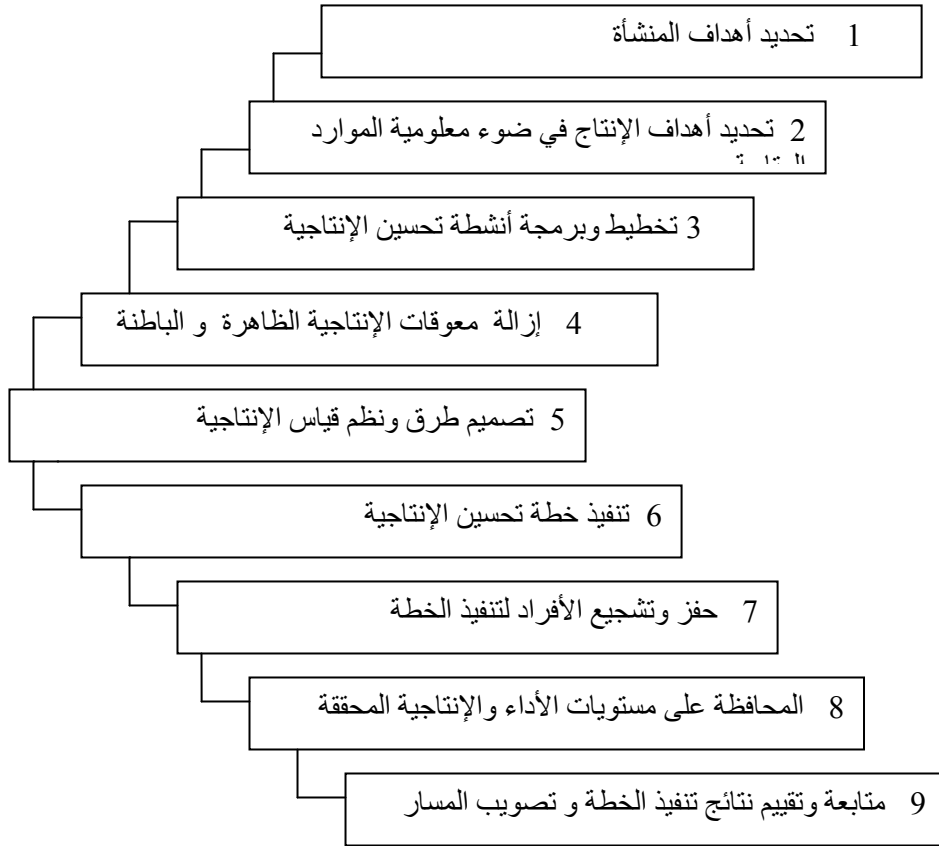 1 تحديد أهداف المنشأة
2 تحديد أهداف الإنتاج في ضوء معلومية الموارد
3 تخطيط وبرمجة أنشطة تحسين الإنتاجية
4 إزالة معوقات الإنتاجية الظاهرة و الباطنة
5 تصميم طرق ونظم قياس الإنتاجية
6 تنفيذ خطة تحسين الإنتاجية
7 حفز وتشجيع الأفراد لتنفيذ الخطة
8 المحافظة على مستويات الأداء والإنتاجية المحققة
9 متابعة وتقييم نتائج تنفيذ الخطة و تصويب المسار